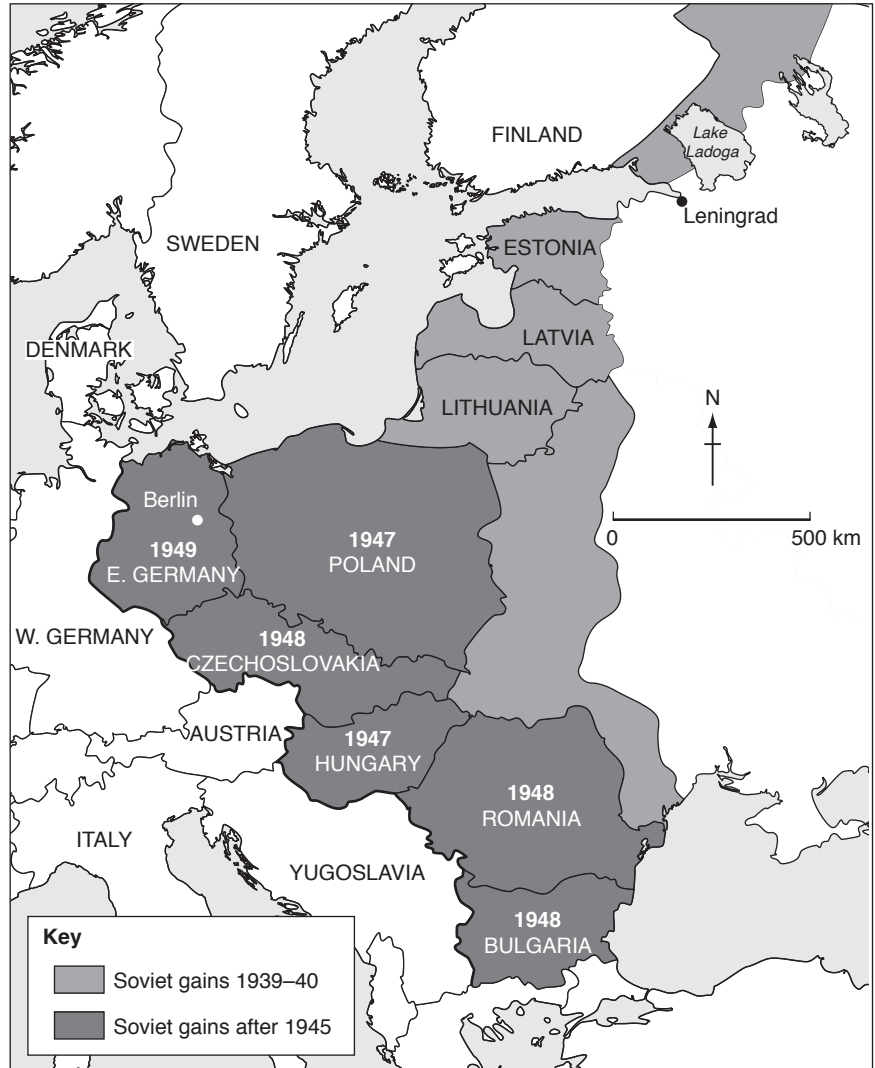 FINLAND
Lake
Ladoga
Leningrad
SWEDEN
ESTONIA
DENMARK
LATVIA
LITHUANIA
N
0 500 km
Berlin
1949
E. GERMANY
1947
POLAND
W. GERMANY
1948
CZECHOSLOVAKIA
AUSTRIA
1947
HUNGARY
1948
ROMANIA
ITALY
YUGOSLAVIA
1948
BULGARIA
Key
Soviet gains 1939–40
Soviet gains after 1945